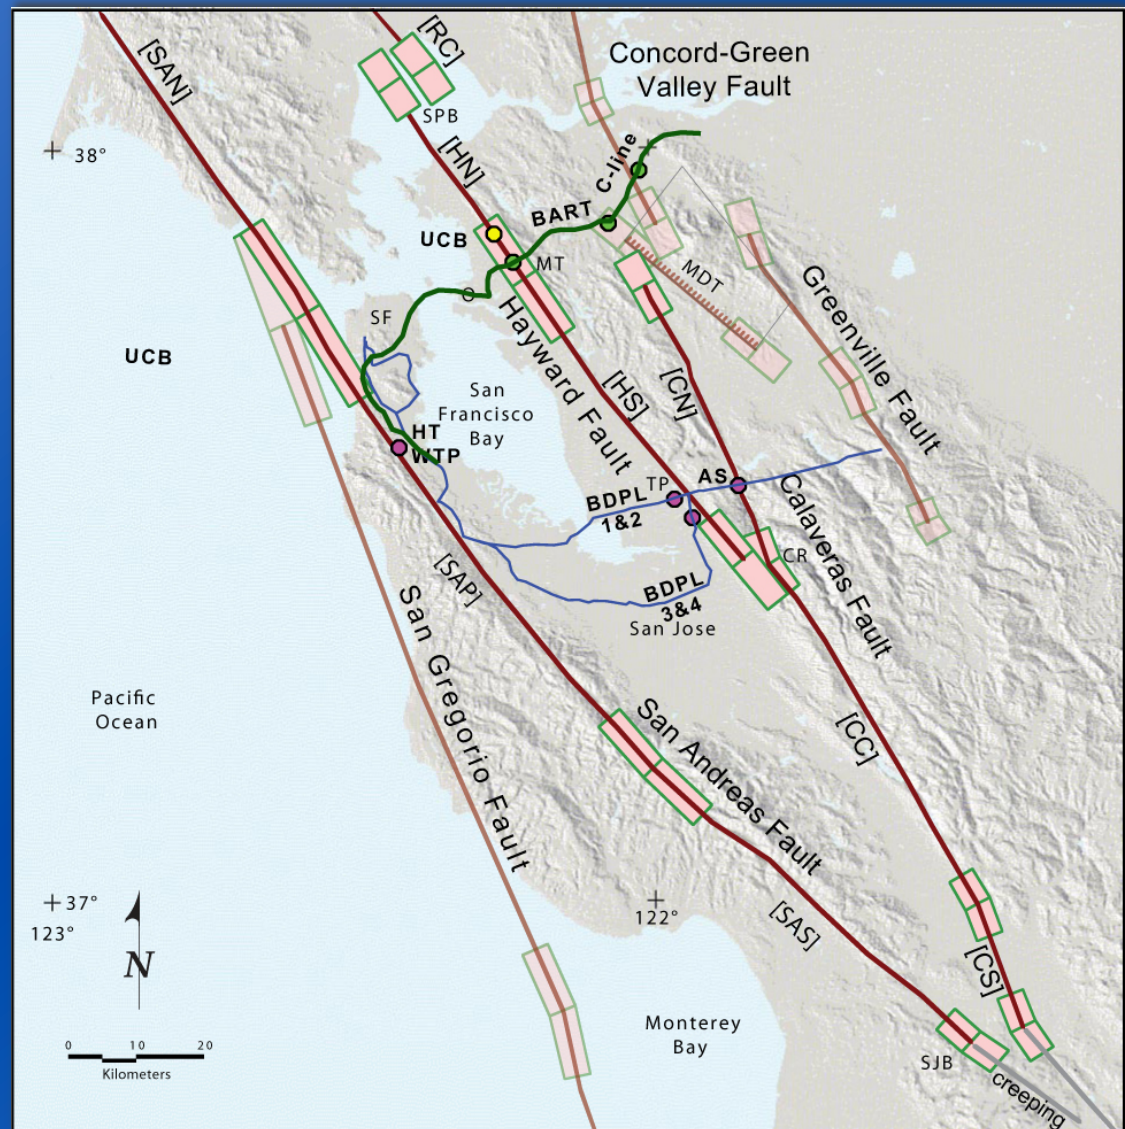 [SAN]
[RC]
Concord-Green
Valley Fault
SPB
38°
[HN]
C-line
BART
UCB
MT
MDT
SF
UCB
Greenville Fault
Hayward Fault
[HS]
[CN]
San
Francisco
Bay
HT
WTP
TP
AS
BDPL
1&2
Calaveras Fault
CR
[SAP]
BDPL
3&4
San Jose
San Gregorio Fault
Pacific
Ocean
San Andreas Fault
[CC]
37°
123°
122°
[SAS]
N
[CS]
Monterey
Bay
0 10 20
Kilometers
SJB
creeping